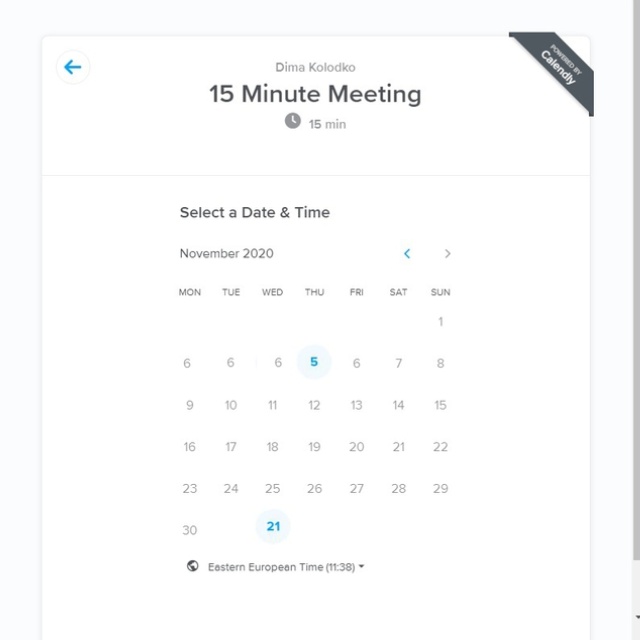 POWERED BY
Calendly
Dima Kolodko
15 Minute Meeting
15 min
Select a Date & Time
November 2020
MON TUE WED THU FRI SAT SUN
1
6 6 6 5 6 7 8
9 10 11 12 13 14 15
16 17 18 19 20 21 22
23 24 25 26 27 28 29
30 21
Eastern European Time (11:38)